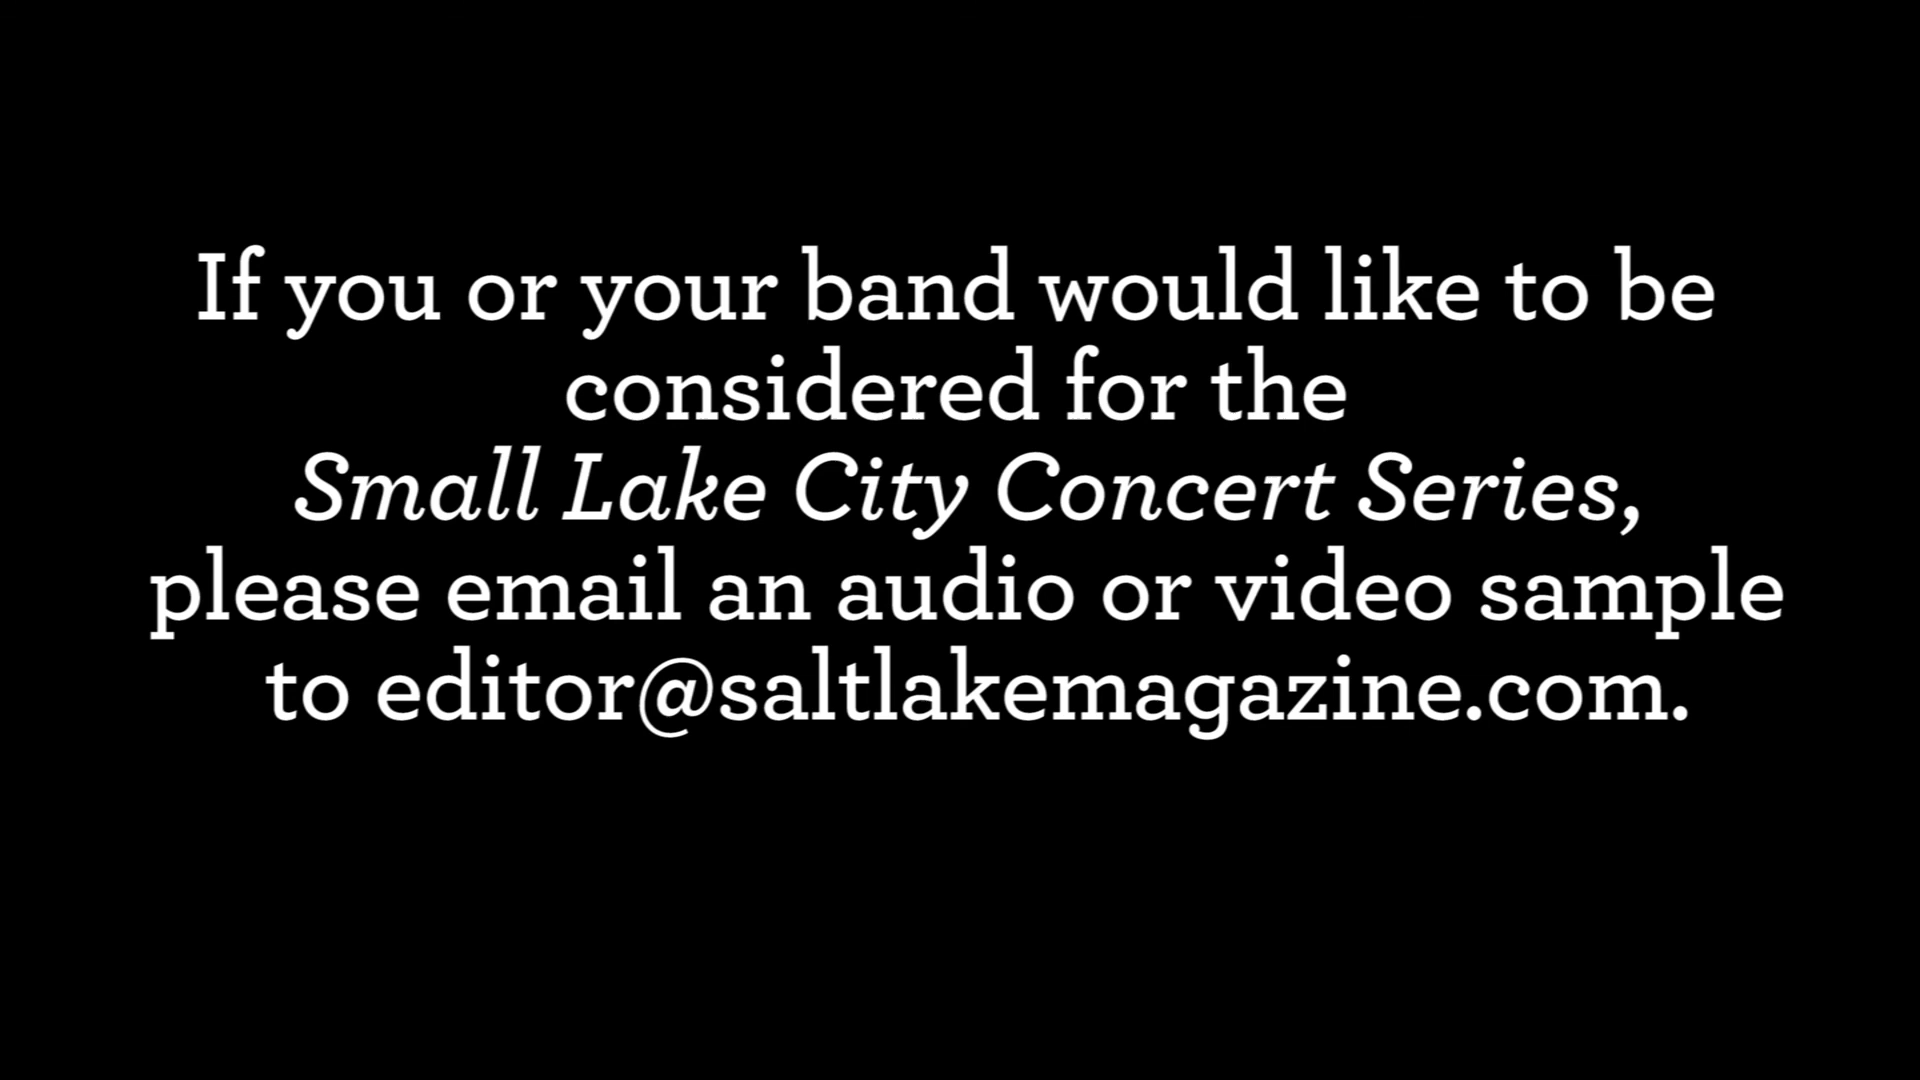 If you or your band would like to be
considered for the
Small Lake City Concert Series,
please email an audio or video sample
to editor@saltlakemagazine.com.